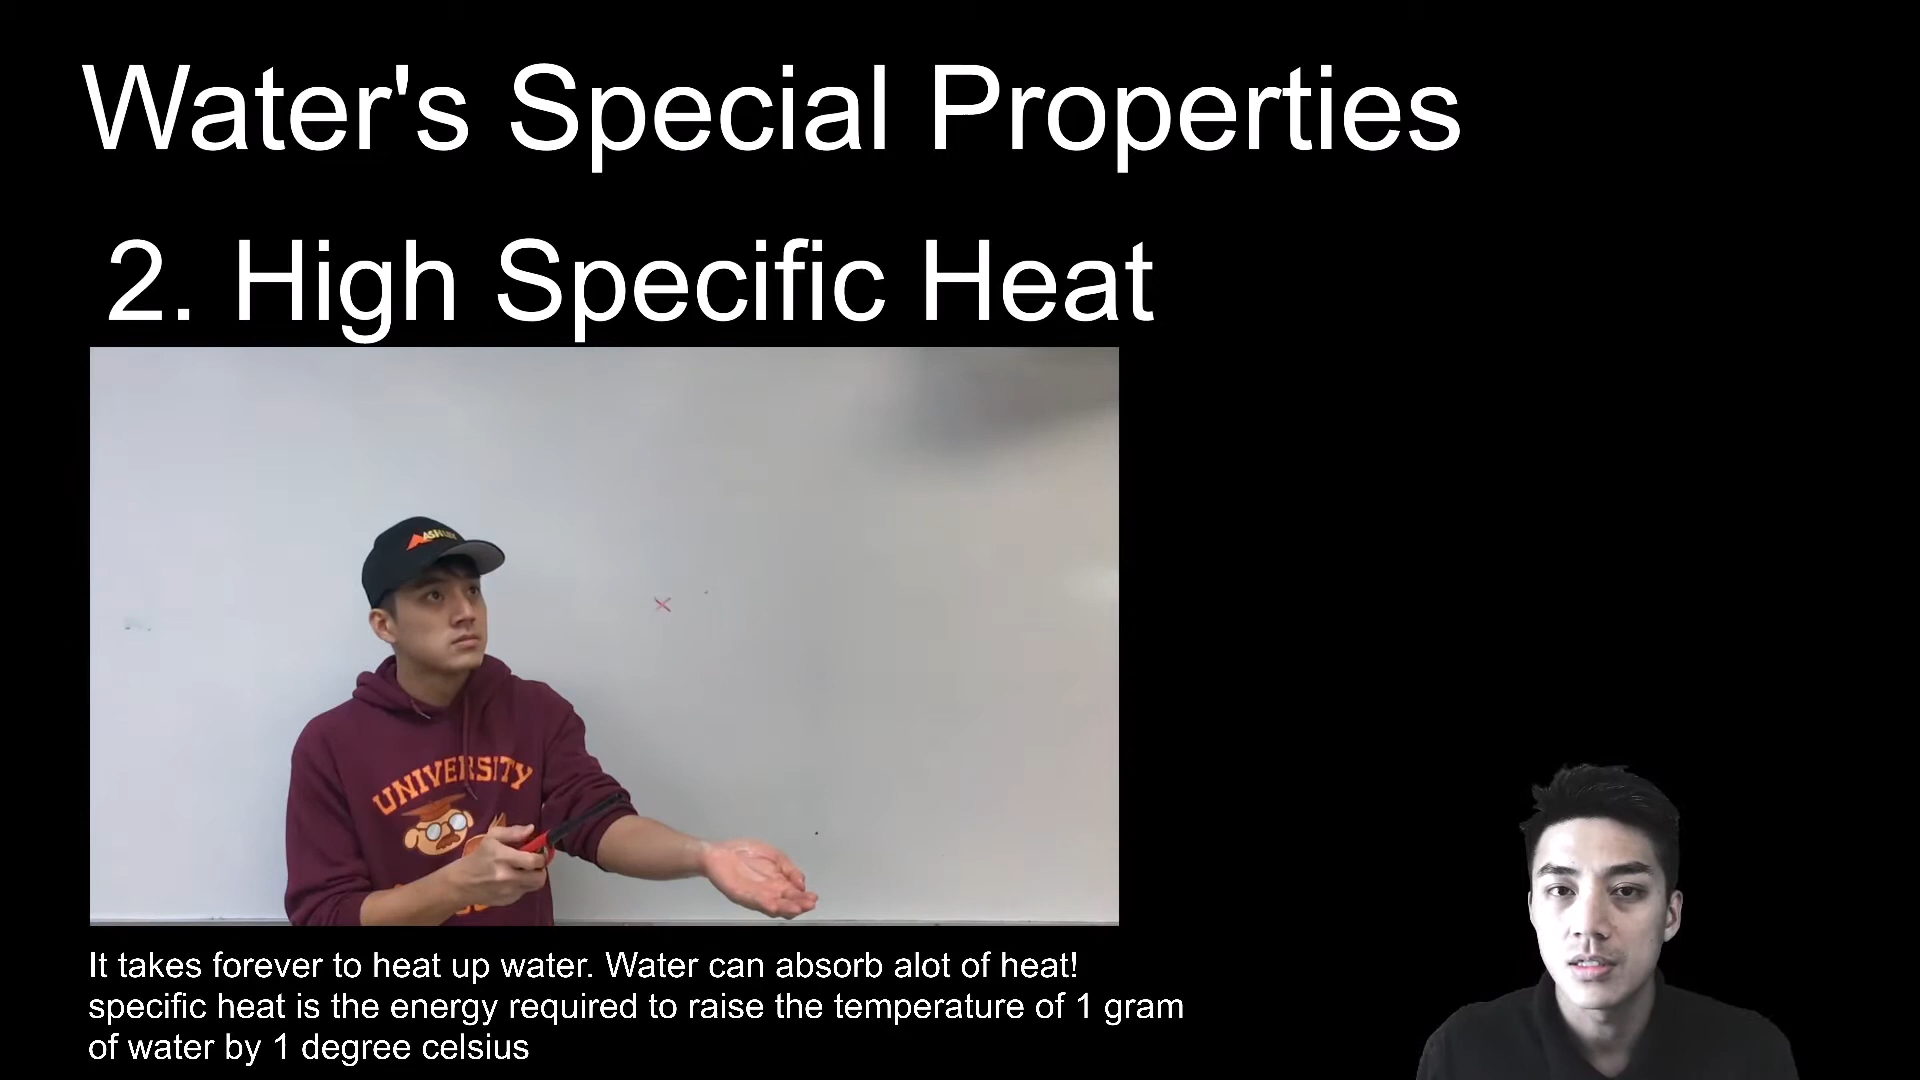 Water's Special Properties
2. High Specific Heat
UNIVERSITY
It takes forever to heat up water. Water can absorb alot of heat!
specific heat is the energy required to raise the temperature of 1 gram
of water by 1 degree celsius